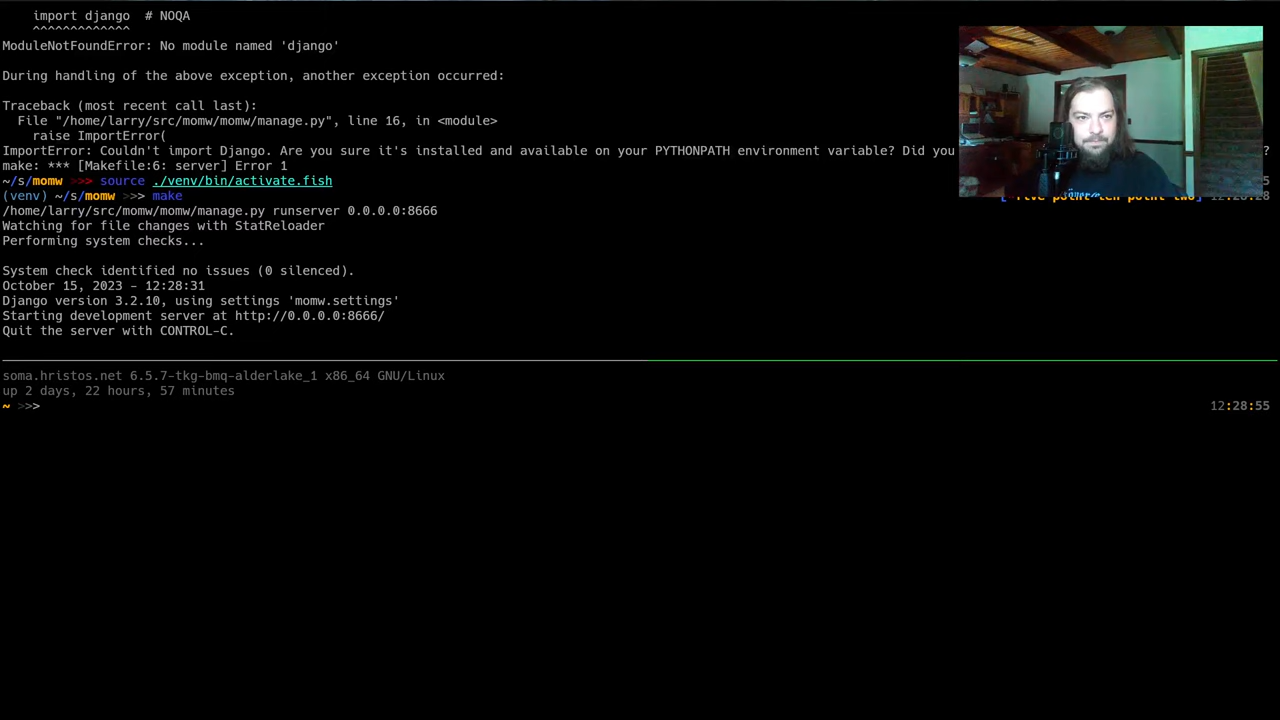 import django  # NOQA
^^^^^^^^^^^^^
ModuleNotFoundError: No module named 'django'
During handling of the above exception, another exception occurred:
Traceback (most recent call last):
File "/home/larry/src/momw/momw/manage.py", line 16, in <module>
raise ImportError(
ImportError: Couldn't import Django. Are you sure it's installed and available on your PYTHONPATH environment variable? Did you ?
make: *** [Makefile:6: server] Error 1
~/s/momw >>> source ./venv/bin/activate.fish 5
(venv) ~/s/momw >>> make
/home/larry/src/momw/momw/manage.py runserver 0.0.0.0:8666
Watching for file changes with StatReloader
Performing system checks...
System check identified no issues (0 silenced).
October 15, 2023 - 12:28:31
Django version 3.2.10, using settings 'momw.settings'
Starting development server at http://0.0.0.0:8666/
Quit the server with CONTROL-C.
soma.hristos.net 6.5.7-tkg-bmq-alderlake_1 x86_64 GNU/Linux
up 2 days, 22 hours, 57 minutes
~ >>> 12:28:55